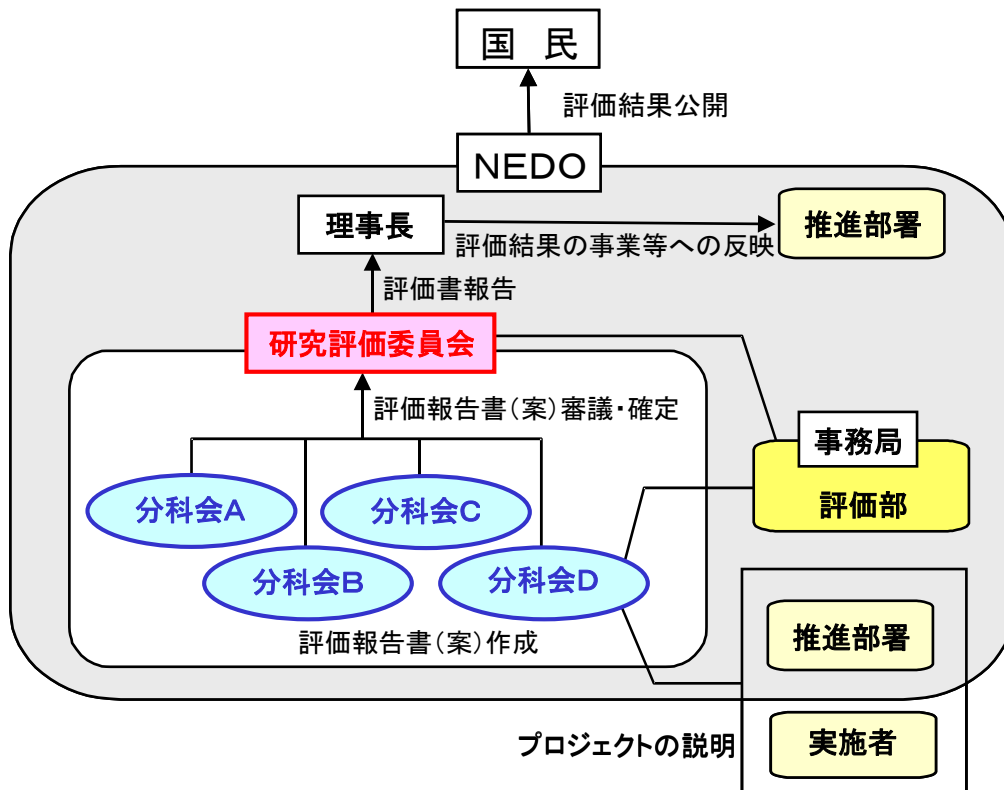 国 民
評価結果公開
NEDO
理事長
推進部署
評価結果の事業等への反映
評価書報告
研究評価委員会
評価報告書(案)審議・確定
事務局
評価部
分科会A
分科会C
分科会B
分科会D
評価報告書(案)作成
推進部署
プロジェクトの説明
実施者